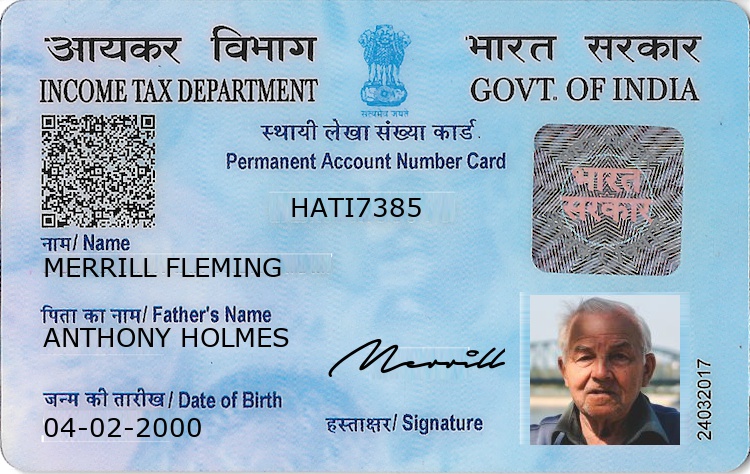 आयकर विभाग
INCOME TAX DEPARTMENT
सत्यमेव जयते
भारत सरकार
GOVT. OF INDIA
स्थायी लेखा संख्या कार्ड
Permanent Account Number Card
HATI7385
भारत
सरकार
नाम/ Name
MERRILL FLEMING
पिता का नाम/ Father's Name
ANTHONY HOLMES
Merrill
जन्म की तारीख/ Date of Birth
04-02-2000
हस्ताक्षर/ Signature
24032017